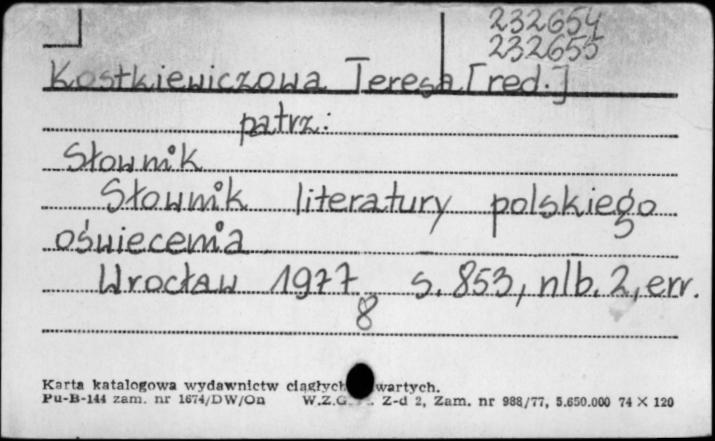 232654
232655
Kostkiewiczowa Teresa [red.]
patrz:
Słownik
Słownik literatury polskiego
oświecenia
Wrocław 1977 s. 853, nlb. 2, err.
8
Karta katalogowa wydawnictw ciągłych wartych.
Pu-B-144 zam. nr 1674/DW/On W.Z.G. Z-d 2, Zam. nr 988/77, 5.650.000 74 X 120